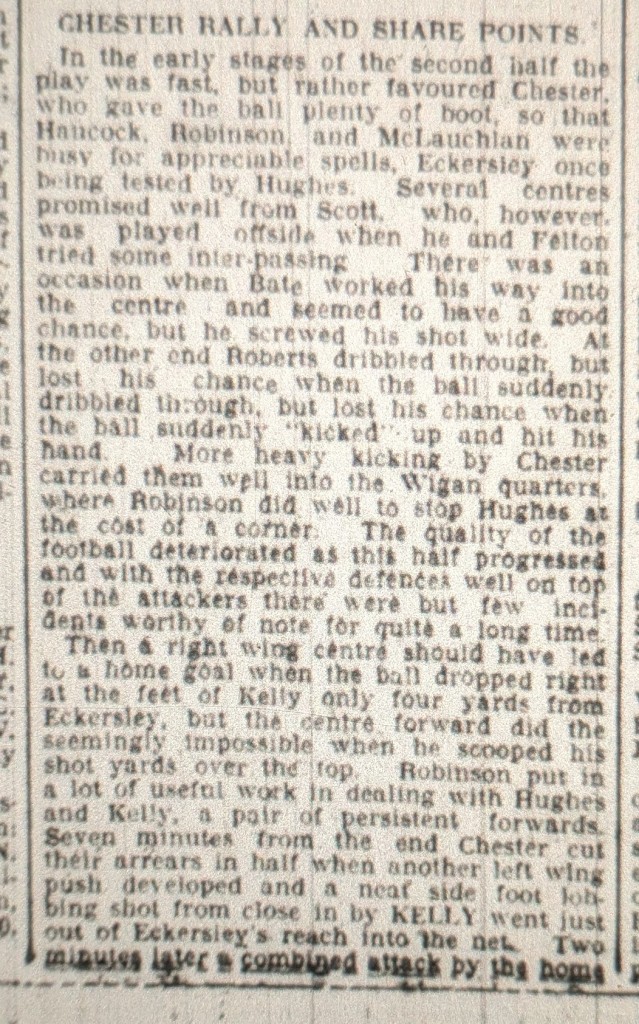 CHESTER RALLY AND SHARE POINTS.
In the early stages of the second half the
play was fast, but rather favoured Chester,
who gave the ball plenty of boot, so that
Hancock, Robinson and McLauchlan were
busy for appreciable spells, Eckersley once
being tested by Hughes. Several centres
promised well from Scott, who, however,
was played offside when he and Felton
tried some inter-passing There was an
occasion when Bate worked his way into
the centre and seemed to have a good
chance, but he screwed his shot wide. At
the other end Roberts dribbled through, but
lost his chance when the ball suddenly
dribbled through, but lost his chance when
the ball suddenly "kicked" up and hit his
hand. More heavy kicking by Chester
carried them well into the Wigan quarters,
where Robinson did well to stop Hughes at
the cost of a corner. The quality of the
football deteriorated as this half progressed
and with the respective defences well on top
of the attackers there were but few inci-
dents worthy of note for quite a long time.
Then a right wing centre should have led
to a home goal when the ball dropped right
at the feet of Kelly only four yards from
Eckersley, but the centre forward did the
seemingly impossible when he scooped his
shot yards over the top. Robinson put in
a lot of useful work in dealing with Hughes
and Kelly, a pair of persistent forwards.
Seven minutes from the end Chester cut
their arrears in half when another left wing
push developed and a neat side foot lob-
bing shot from close in by KELLY went just
out of Eckersley's reach into the net. Two
minutes later a combined attack by the home